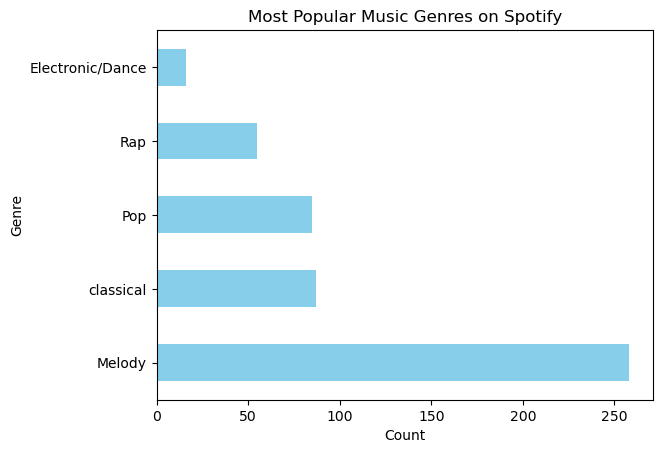 Most Popular Music Genres on Spotify
Electronic/Dance
Rap
Pop
classical
Melody
Genre
0 50 100 150 200 250
Count